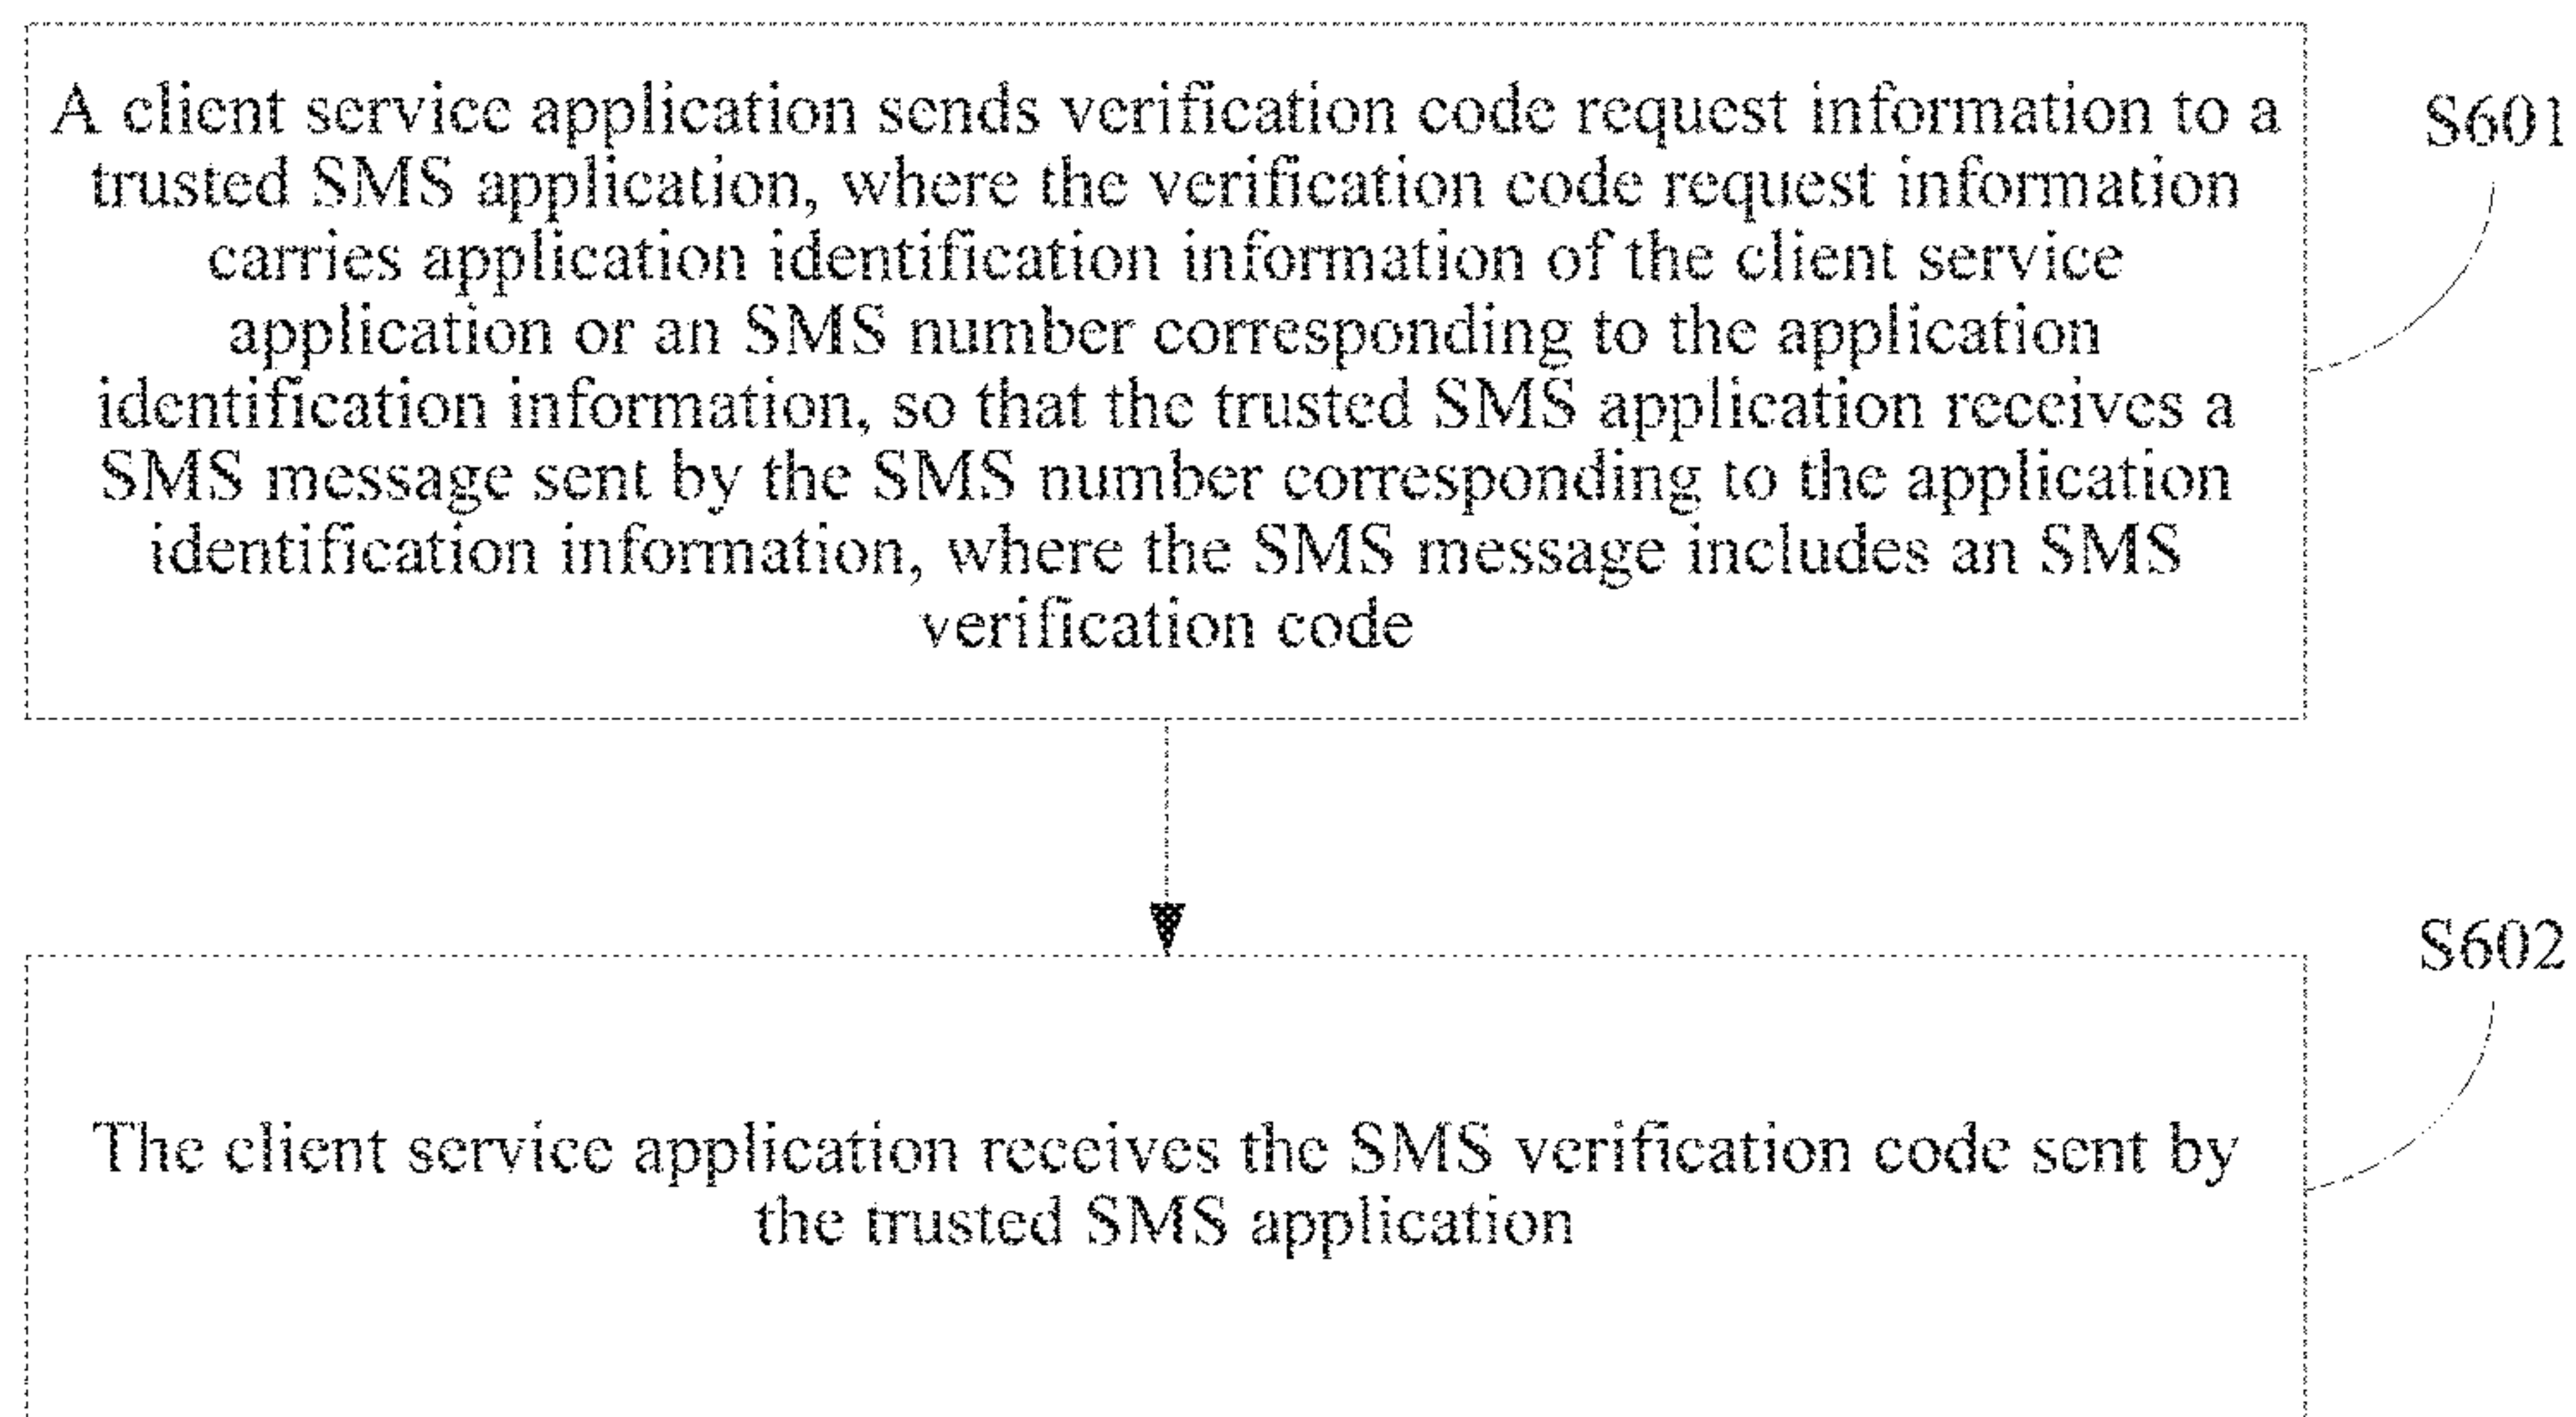 A client service application sends verification code request information to a
trusted SMS application, where the verification code request information
carries application identification information of the client service
application or an SMS number corresponding to the application
identification information, so that the trusted SMS application receives a
SMS message sent by the SMS number corresponding to the application
identification information, where the SMS message includes an SMS
verification code
S601
S602
The client service application receives the SMS verification code sent by
the trusted SMS application